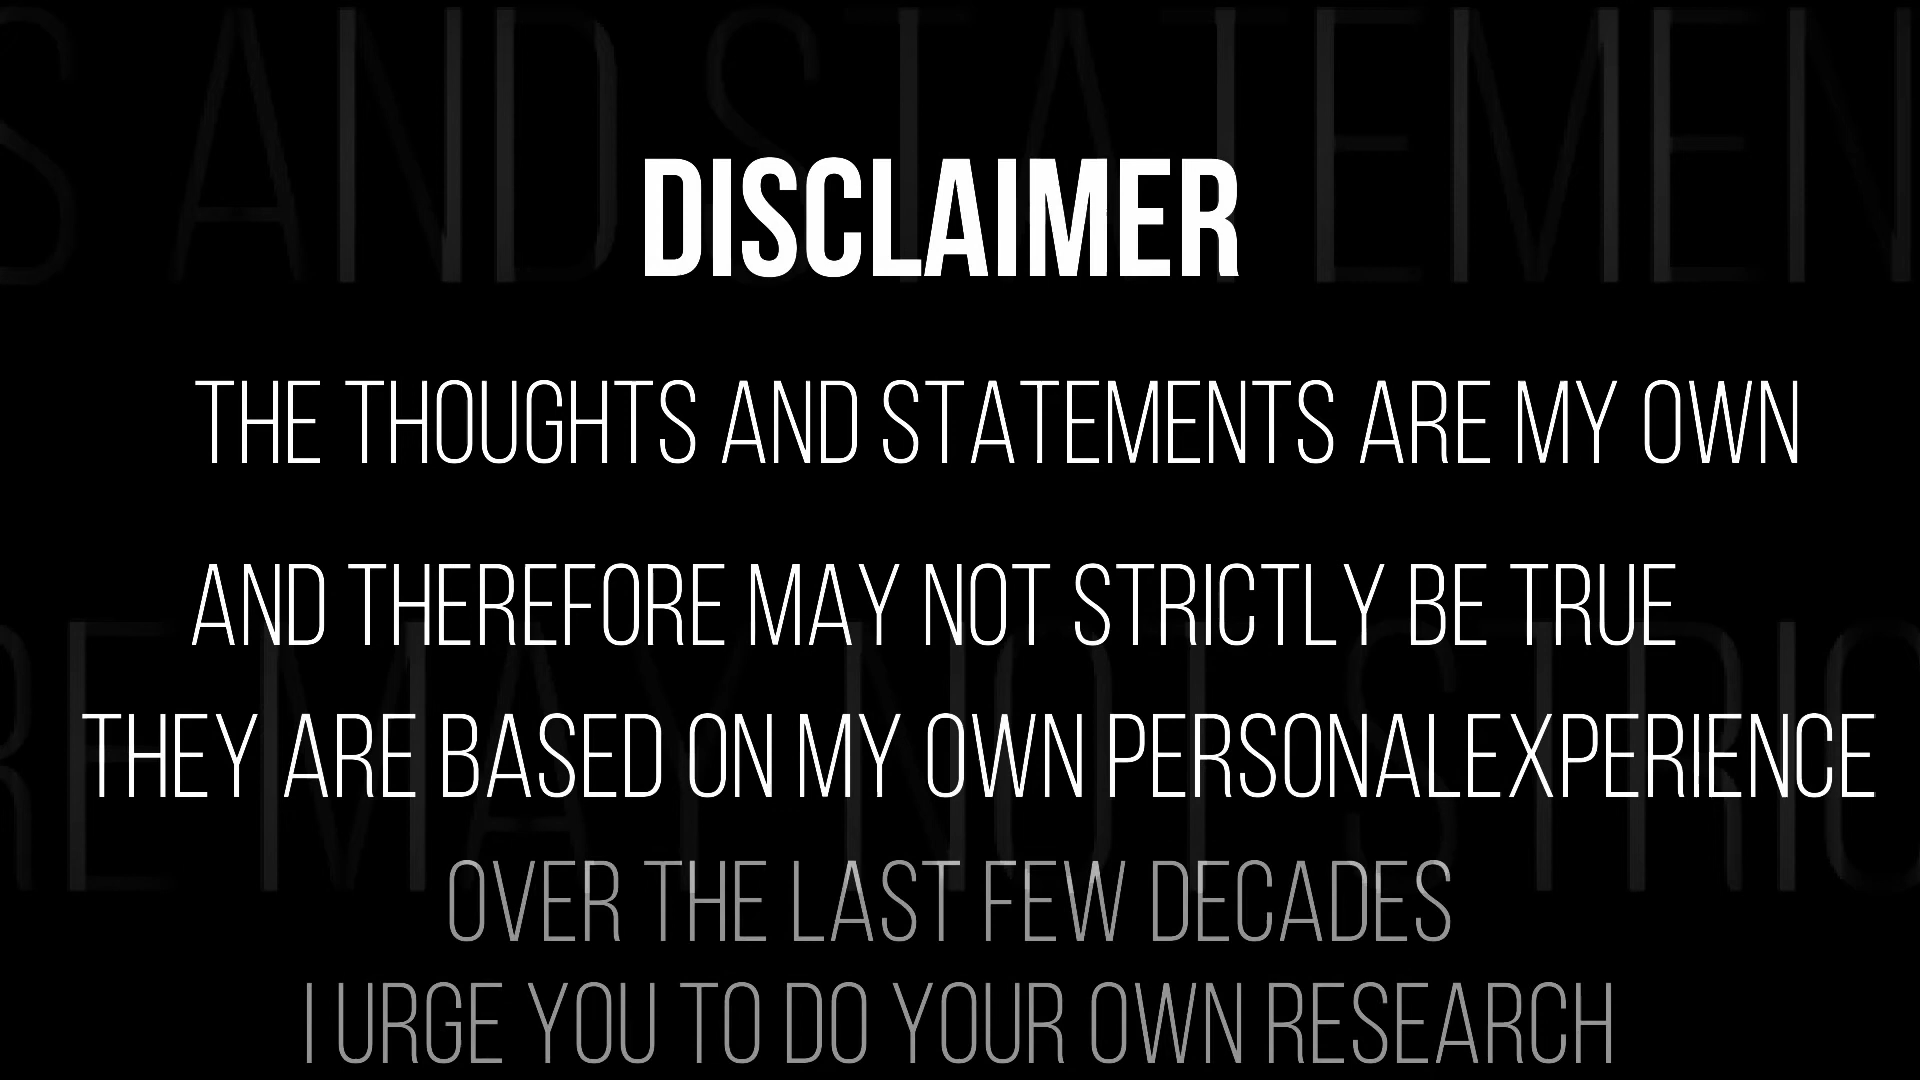 DISCLAIMER
THE THOUGHTS AND STATEMENTS ARE MY OWN
AND THEREFORE MAY NOT STRICTLY BE TRUE
THEY ARE BASED ON MY OWN PERSONALEXPERIENCE
OVER THE LAST FEW DECADES
I URGE YOU TO DO YOUR OWN RESEARCH